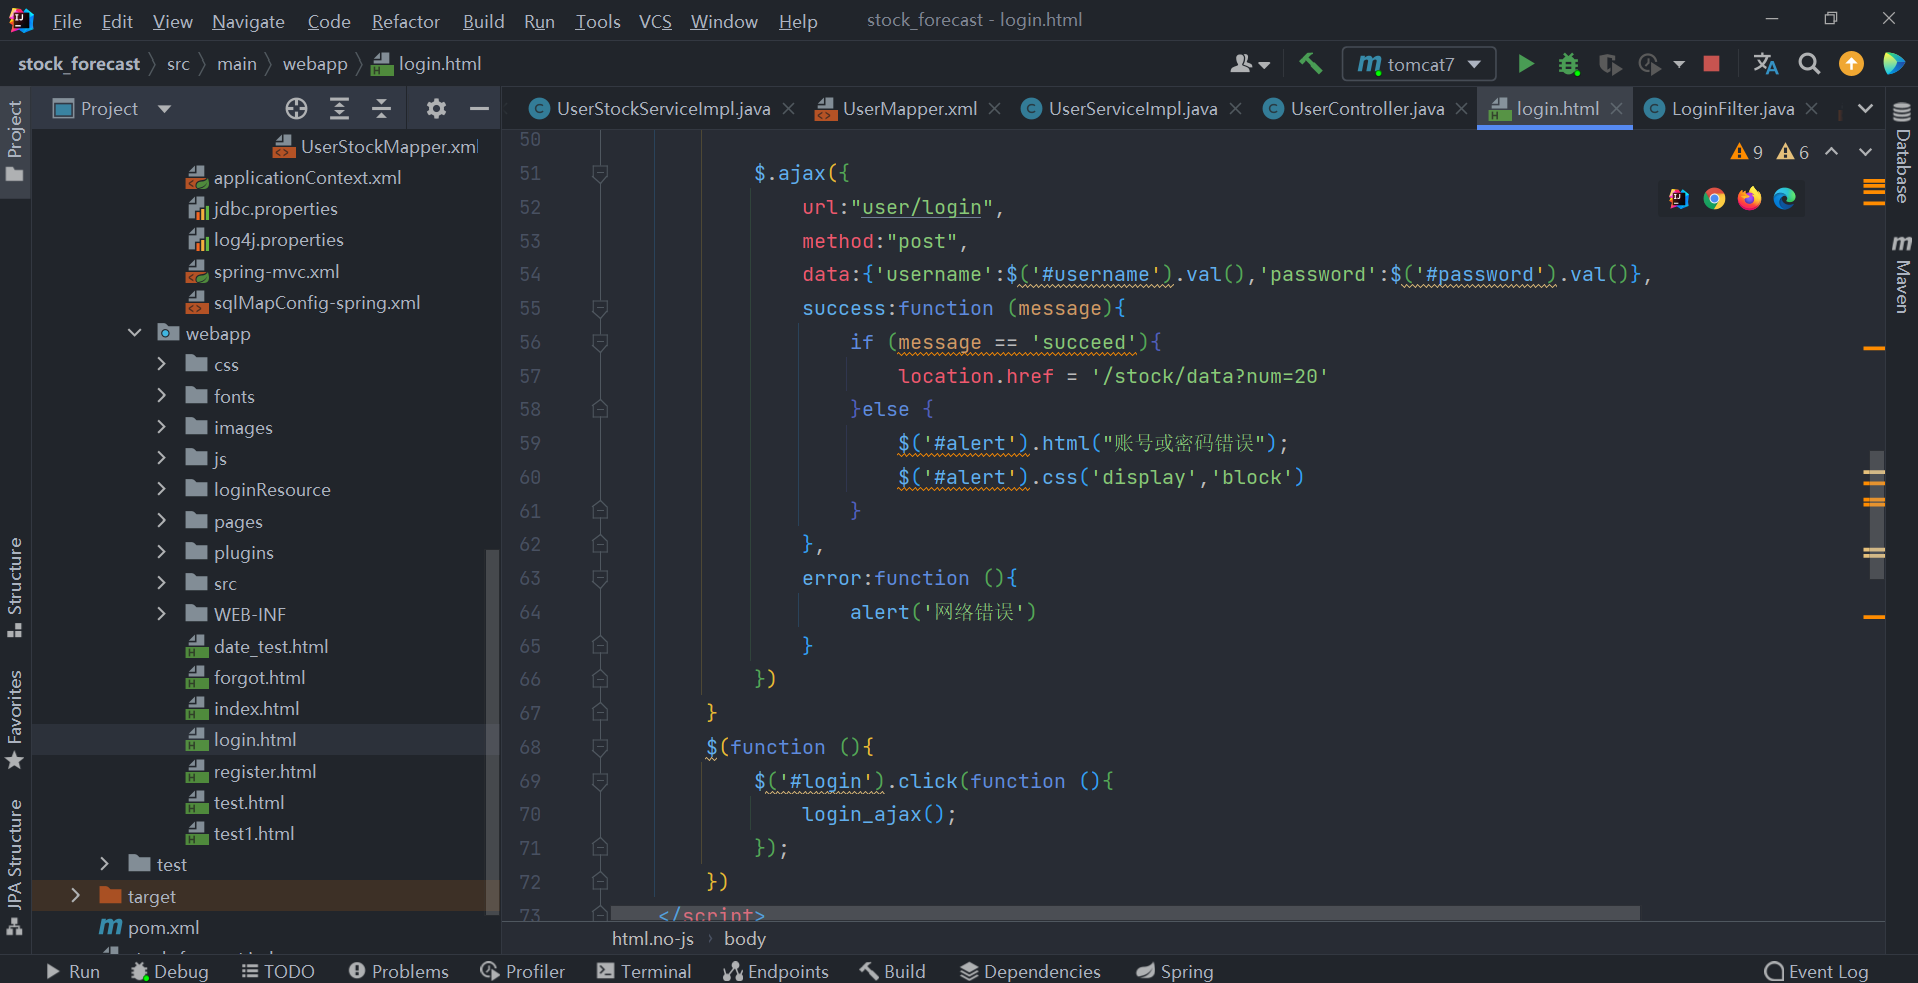 File Edit View Navigate Code Refactor Build Run Tools VCS Window Help stock_forecast - login.html
stock_forecast src main webapp login.html
tomcat7
Project
UserStockServiceImpl.java UserMapper.xml UserServiceImpl.java UserController.java login.html LoginFilter.java
Project
Structure
Favorites
JPA Structure
UserStockMapper.xml
applicationContext.xml
jdbc.properties
log4j.properties
spring-mvc.xml
sqlMapConfig-spring.xml
webapp
css
fonts
images
js
loginResource
pages
plugins
src
WEB-INF
date_test.html
forgot.html
index.html
login.html
register.html
test.html
test1.html
test
target
pom.xml
9 6
50
51 $.ajax({
52 url:"user/login",
53 method:"post",
54 data:{'username':$('#username').val(),'password':$('#password').val()},
55 success:function (message){
56 if (message == 'succeed'){
57 location.href = '/stock/data?num=20'
58 }else {
59 $('#alert').html("账号或密码错误");
60 $('#alert').css('display','block')
61 }
62 },
63 error:function (){
64 alert('网络错误')
65 }
66 })
67 }
68 $(function (){
69 $('#login').click(function (){
70 login_ajax();
71 });
72 })
73 </script>
html.no-js body
Database
Maven
Run Debug TODO Problems Profiler Terminal Endpoints Build Dependencies Spring Event Log